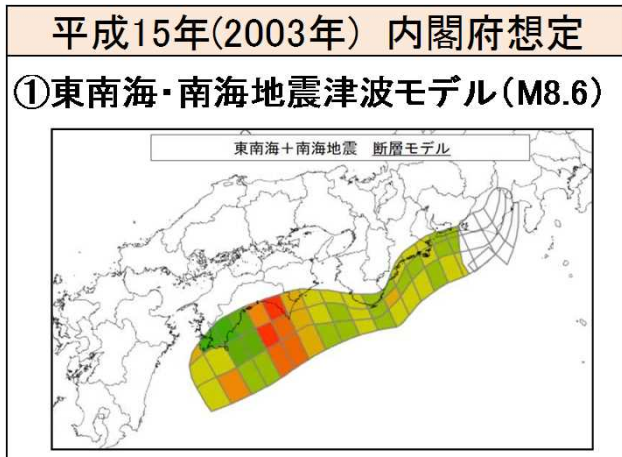 平成15年(2003年) 内閣府想定
①東南海・南海地震津波モデル(M8.6)
東南海+南海地震 断層モデル